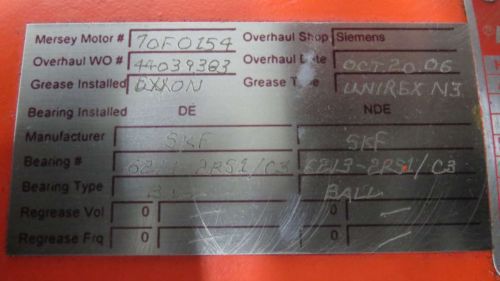 Mersey Motor # 70F0154 Overhaul Shop Siemens
Overhaul WO # 44039383 Overhaul Date OCT 20 06
Grease Installed EXXON Grease Type UNIREX N3
Bearing Installed DE NDE
Manufacturer SKF SKF
Bearing # 6213-2RS1/C3
Bearing Type BALL
Regrease Vol 0 0
Regrease Frq 0 0